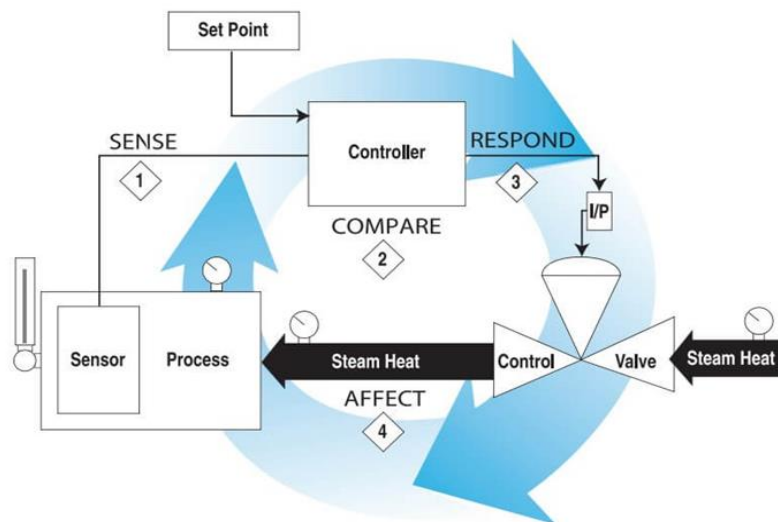 Set Point
SENSE
1
Controller
RESPOND
3
COMPARE
2
I/P
Sensor
Process
Steam Heat
Control
Valve
Steam Heat
AFFECT
4